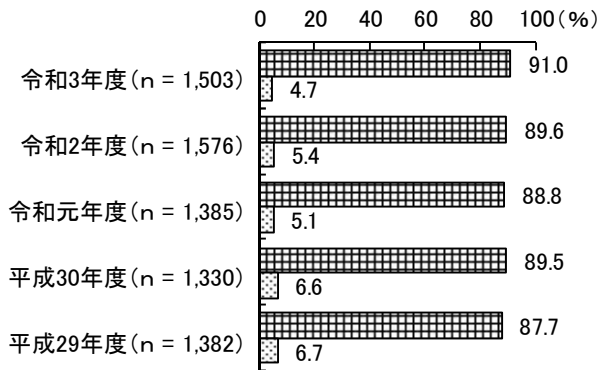 0 20 40 60 80 100(%)
令和3年度(n = 1,503) 91.0
4.7
令和2年度(n = 1,576) 89.6
5.4
令和元年度(n = 1,385) 88.8
5.1
平成30年度(n = 1,330) 89.5
6.6
平成29年度(n = 1,382) 87.7
6.7